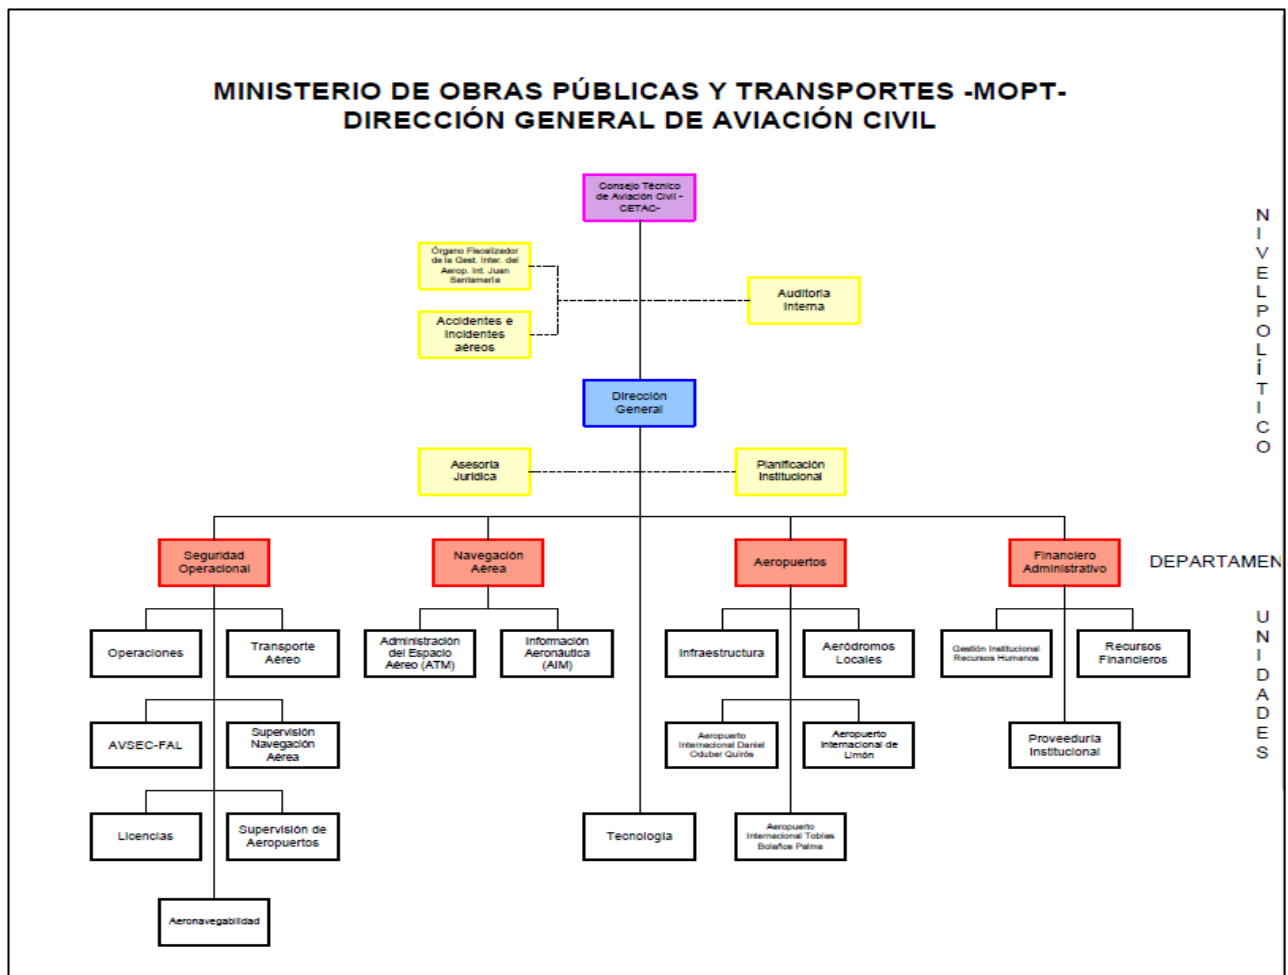 MINISTERIO DE OBRAS PÚBLICAS Y TRANSPORTES -MOPT-
DIRECCIÓN GENERAL DE AVIACIÓN CIVIL
Consejo Técnico
de Aviación Civil -
CETAC-
Órgano Fiscalizador
de la Gest. Inter. del
Aerop. Int. Juan
Santamaría
Auditoria
Interna
Accidentes e
Incidentes
aéreos
Dirección
General
Asesoría
Jurídica
Planificación
Institucional
NIVEL POLÍTICO
Seguridad
Operacional
Navegación
Aérea
Aeropuertos
Financiero
Administrativo
DEPARTAMEN
Operaciones
Transporte
Aéreo
Administración
del Espacio
Aéreo (ATM)
Información
Aeronáutica
(AIM)
Infraestructura
Aeródromos
Locales
Gestión Institucional
Recursos Humanos
Recursos
Financieros
UNIDADES
AVSEC-FAL
Supervisión
Navegación
Aérea
Aeropuerto
Internacional Daniel
Oduber Quirós
Aeropuerto
Internacional de
Limón
Proveeduría
Institucional
Licencias
Supervisión de
Aeropuertos
Tecnología
Aeropuerto
Internacional Tobías
Bolaños Palma
Aeronavegabilidad